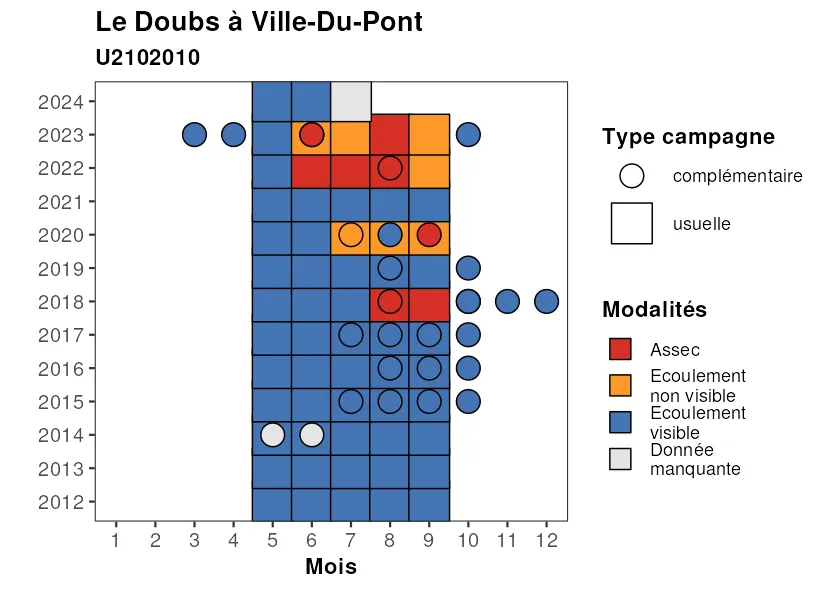 Le Doubs à Ville-Du-Pont
U2102010
2024
2023
2022
2021
2020
2019
2018
2017
2016
2015
2014
2013
2012
1 2 3 4 5 6 7 8 9 10 11 12
Mois
Type campagne
complémentaire
usuelle
Modalités
Assec
Ecoulement
non visible
Ecoulement
visible
Donnée
manquante